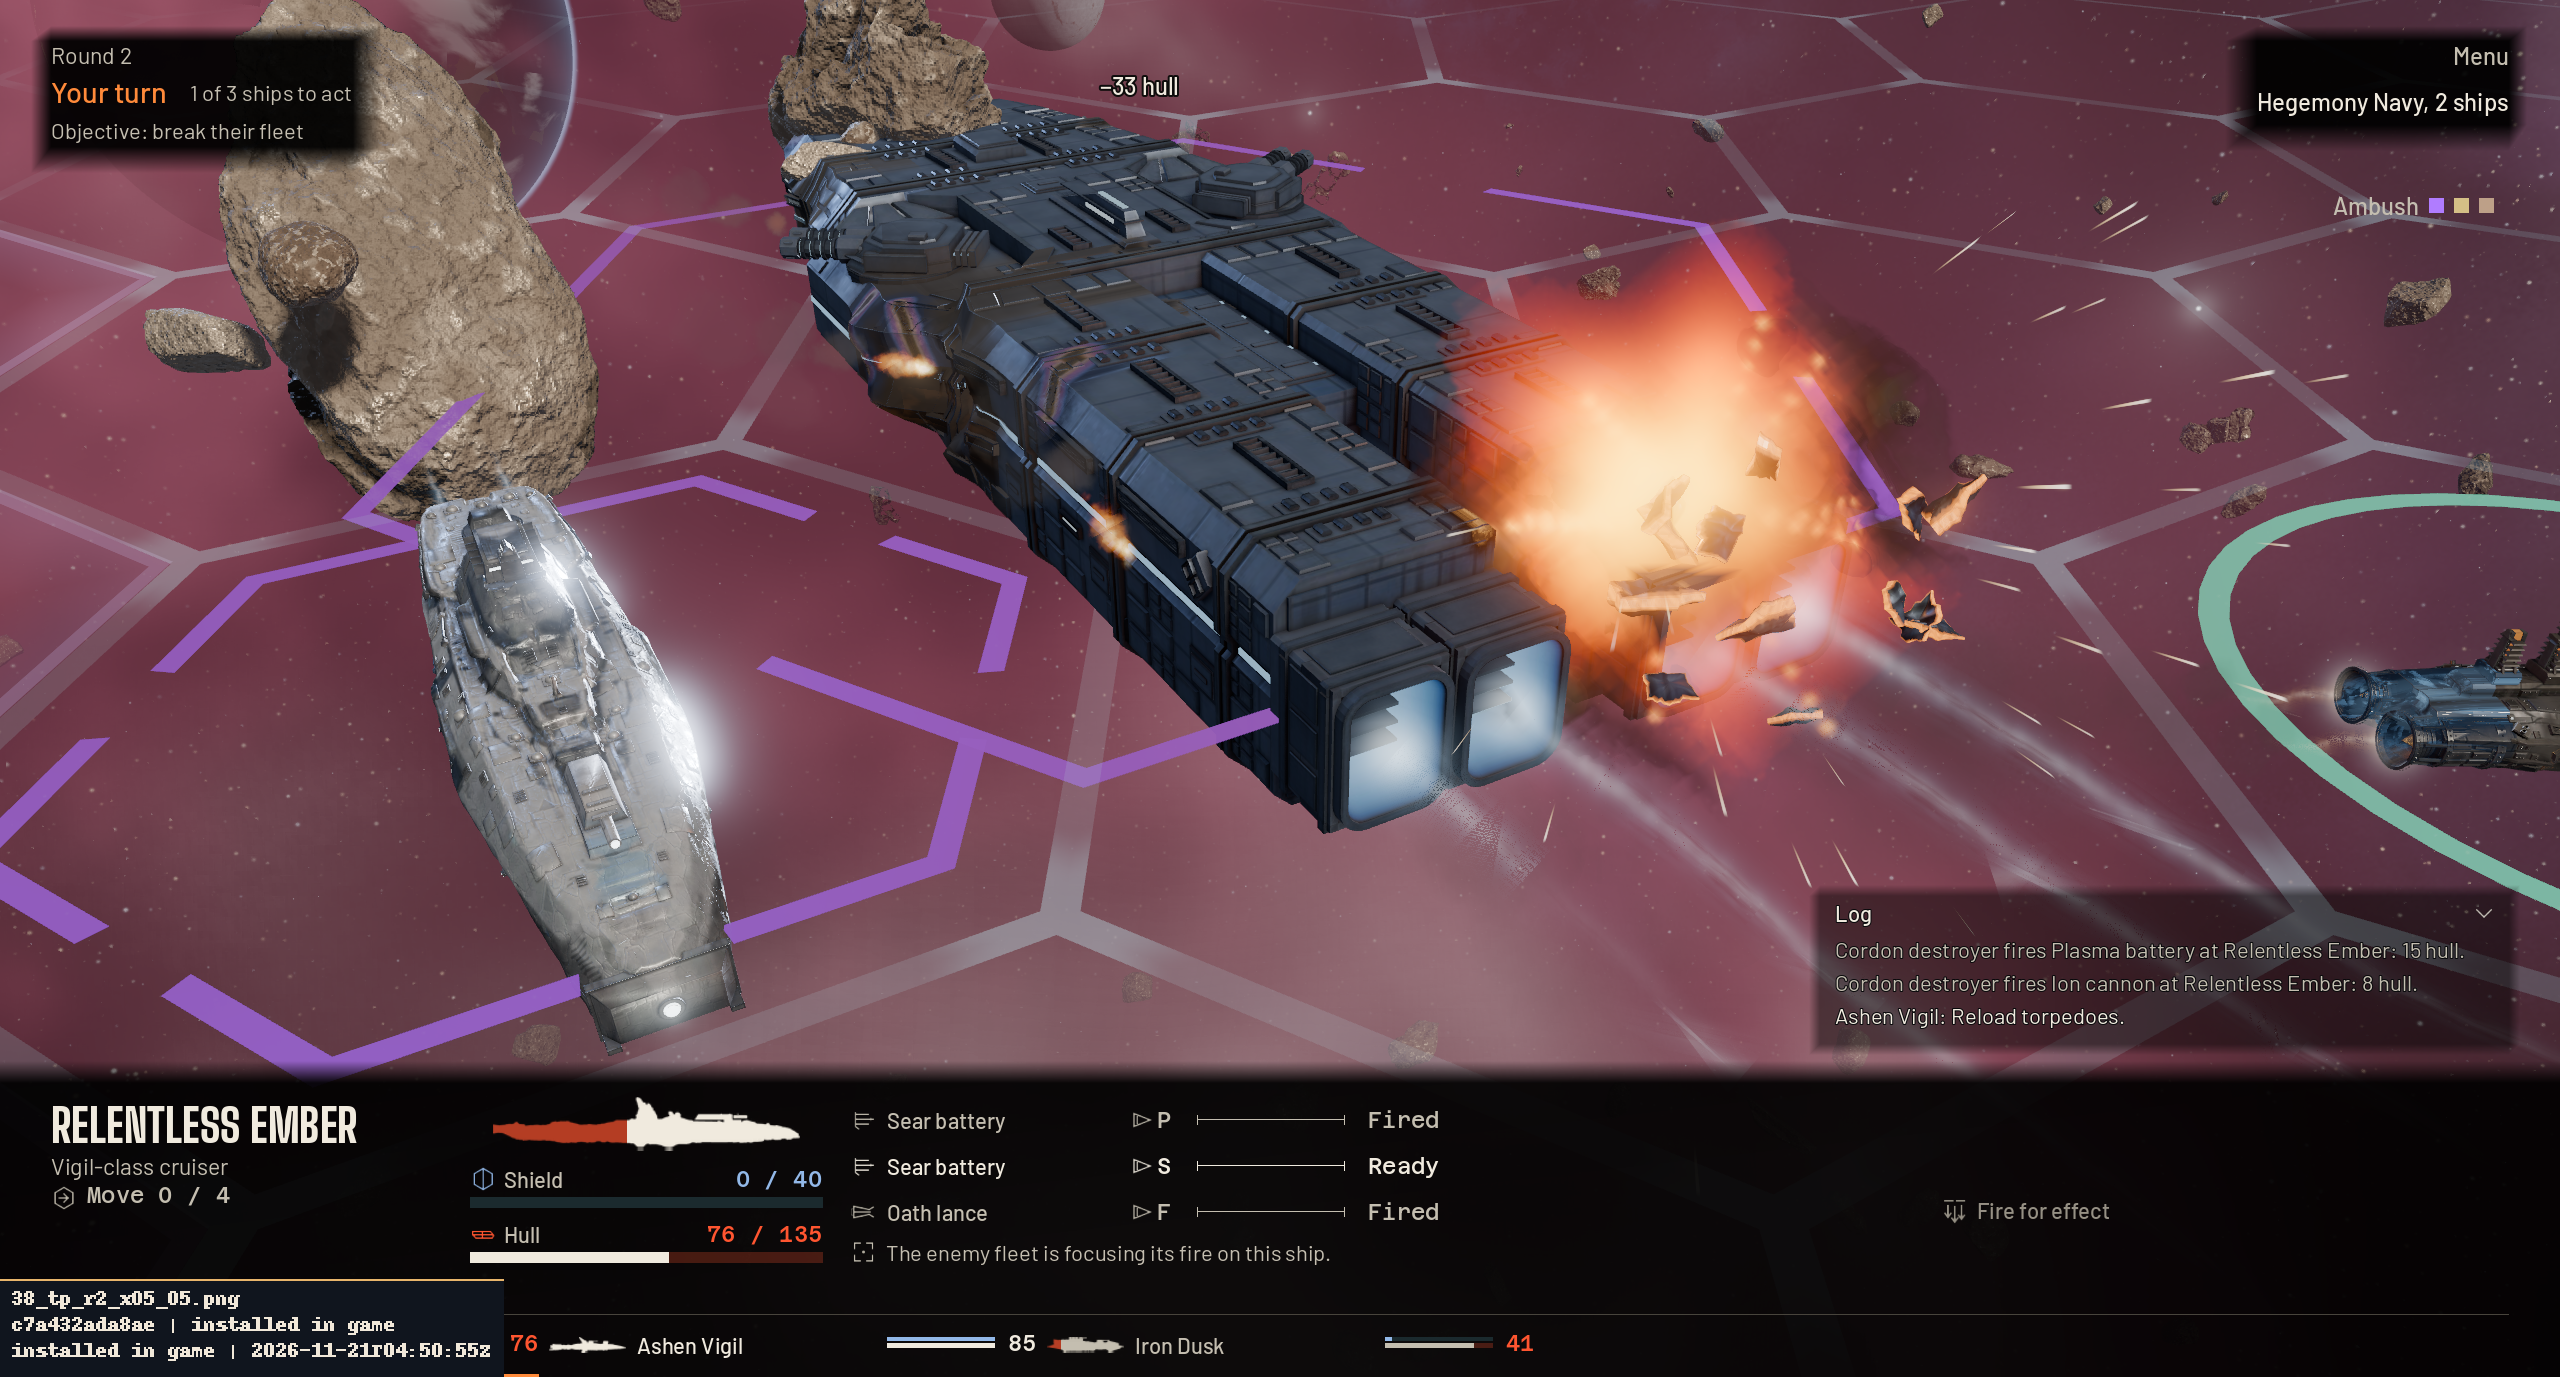 Round 2
Your turn 1 of 3 ships to act
Objective: break their fleet
−33 hull
Menu
Hegemony Navy, 2 ships
Ambush
Log
Cordon destroyer fires Plasma battery at Relentless Ember: 15 hull.
Cordon destroyer fires Ion cannon at Relentless Ember: 8 hull.
Ashen Vigil: Reload torpedoes.
RELENTLESS EMBER
Vigil-class cruiser
Move 0 / 4
Shield 0 / 40
Hull 76 / 135
Sear battery P Fired
Sear battery S Ready
Oath lance F Fired
The enemy fleet is focusing its fire on this ship.
Fire for effect
38_tp_r2_x05_05.png
c7a432ada8ae | installed in game
installed in game | 2026-11-21T04:50:55Z
76 Ashen Vigil 85 Iron Dusk 41